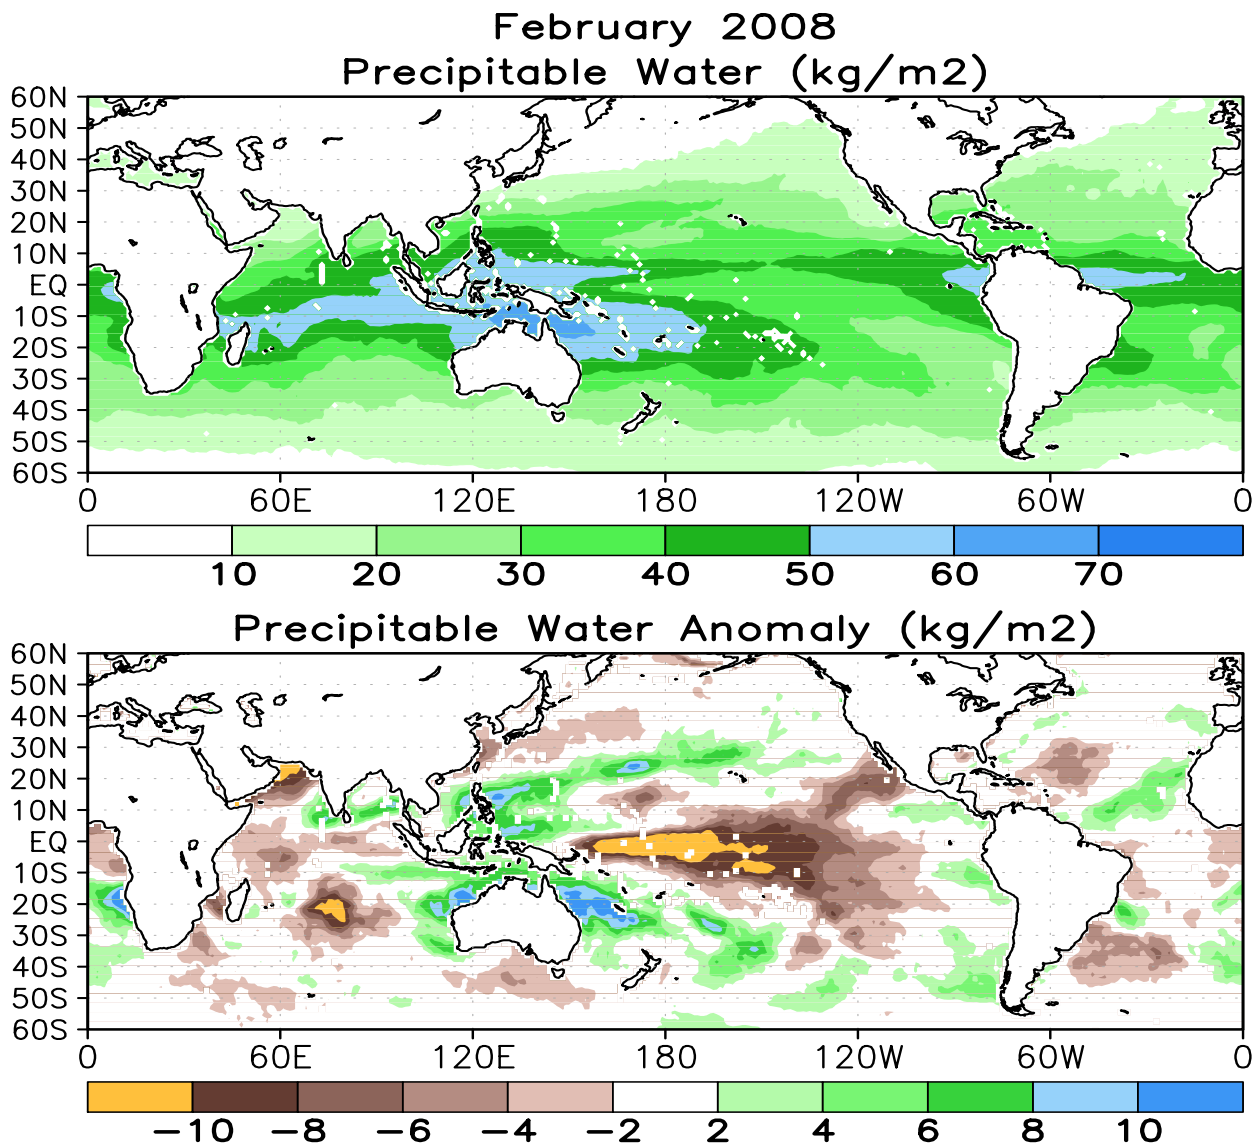 February 2008
Precipitable Water (kg/m2)
60N
50N
40N
30N
20N
10N
EQ
10S
20S
30S
40S
50S
60S
0 60E 120E 180 120W 60W 0
10 20 30 40 50 60 70
Precipitable Water Anomaly (kg/m2)
60N
50N
40N
30N
20N
10N
EQ
10S
20S
30S
40S
50S
60S
0 60E 120E 180 120W 60W 0
−10 −8 −6 −4 −2 2 4 6 8 10